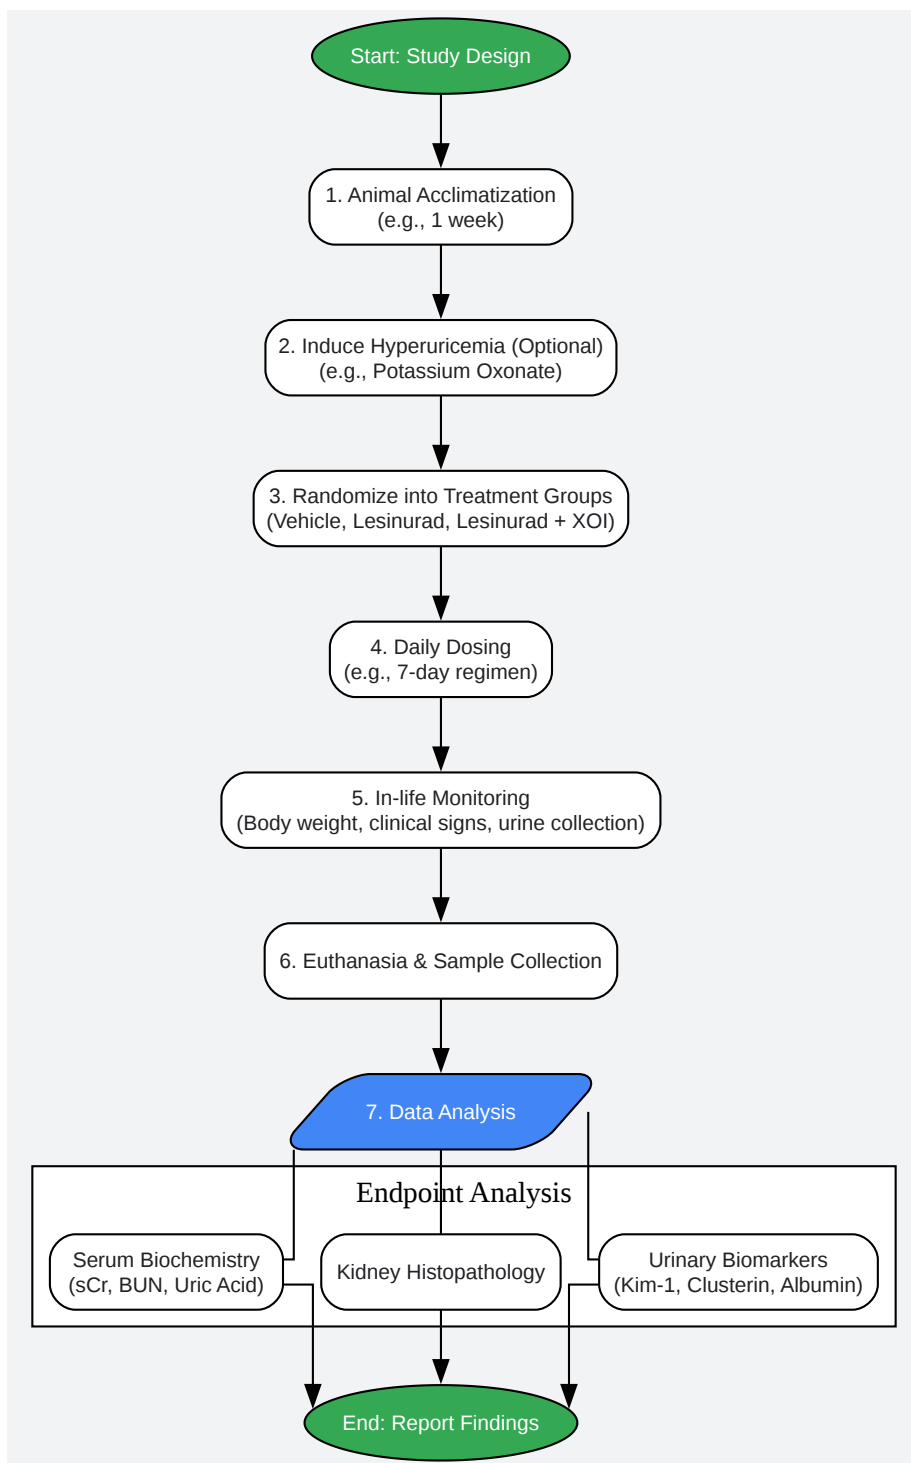 Start: Study Design
1. Animal Acclimatization
(e.g., 1 week)
2. Induce Hyperuricemia (Optional)
(e.g., Potassium Oxonate)
3. Randomize into Treatment Groups
(Vehicle, Lesinurad, Lesinurad + XOI)
4. Daily Dosing
(e.g., 7-day regimen)
5. In-life Monitoring
(Body weight, clinical signs, urine collection)
6. Euthanasia & Sample Collection
7. Data Analysis
Endpoint Analysis
Serum Biochemistry
(sCr, BUN, Uric Acid)
Kidney Histopathology
Urinary Biomarkers
(Kim-1, Clusterin, Albumin)
End: Report Findings